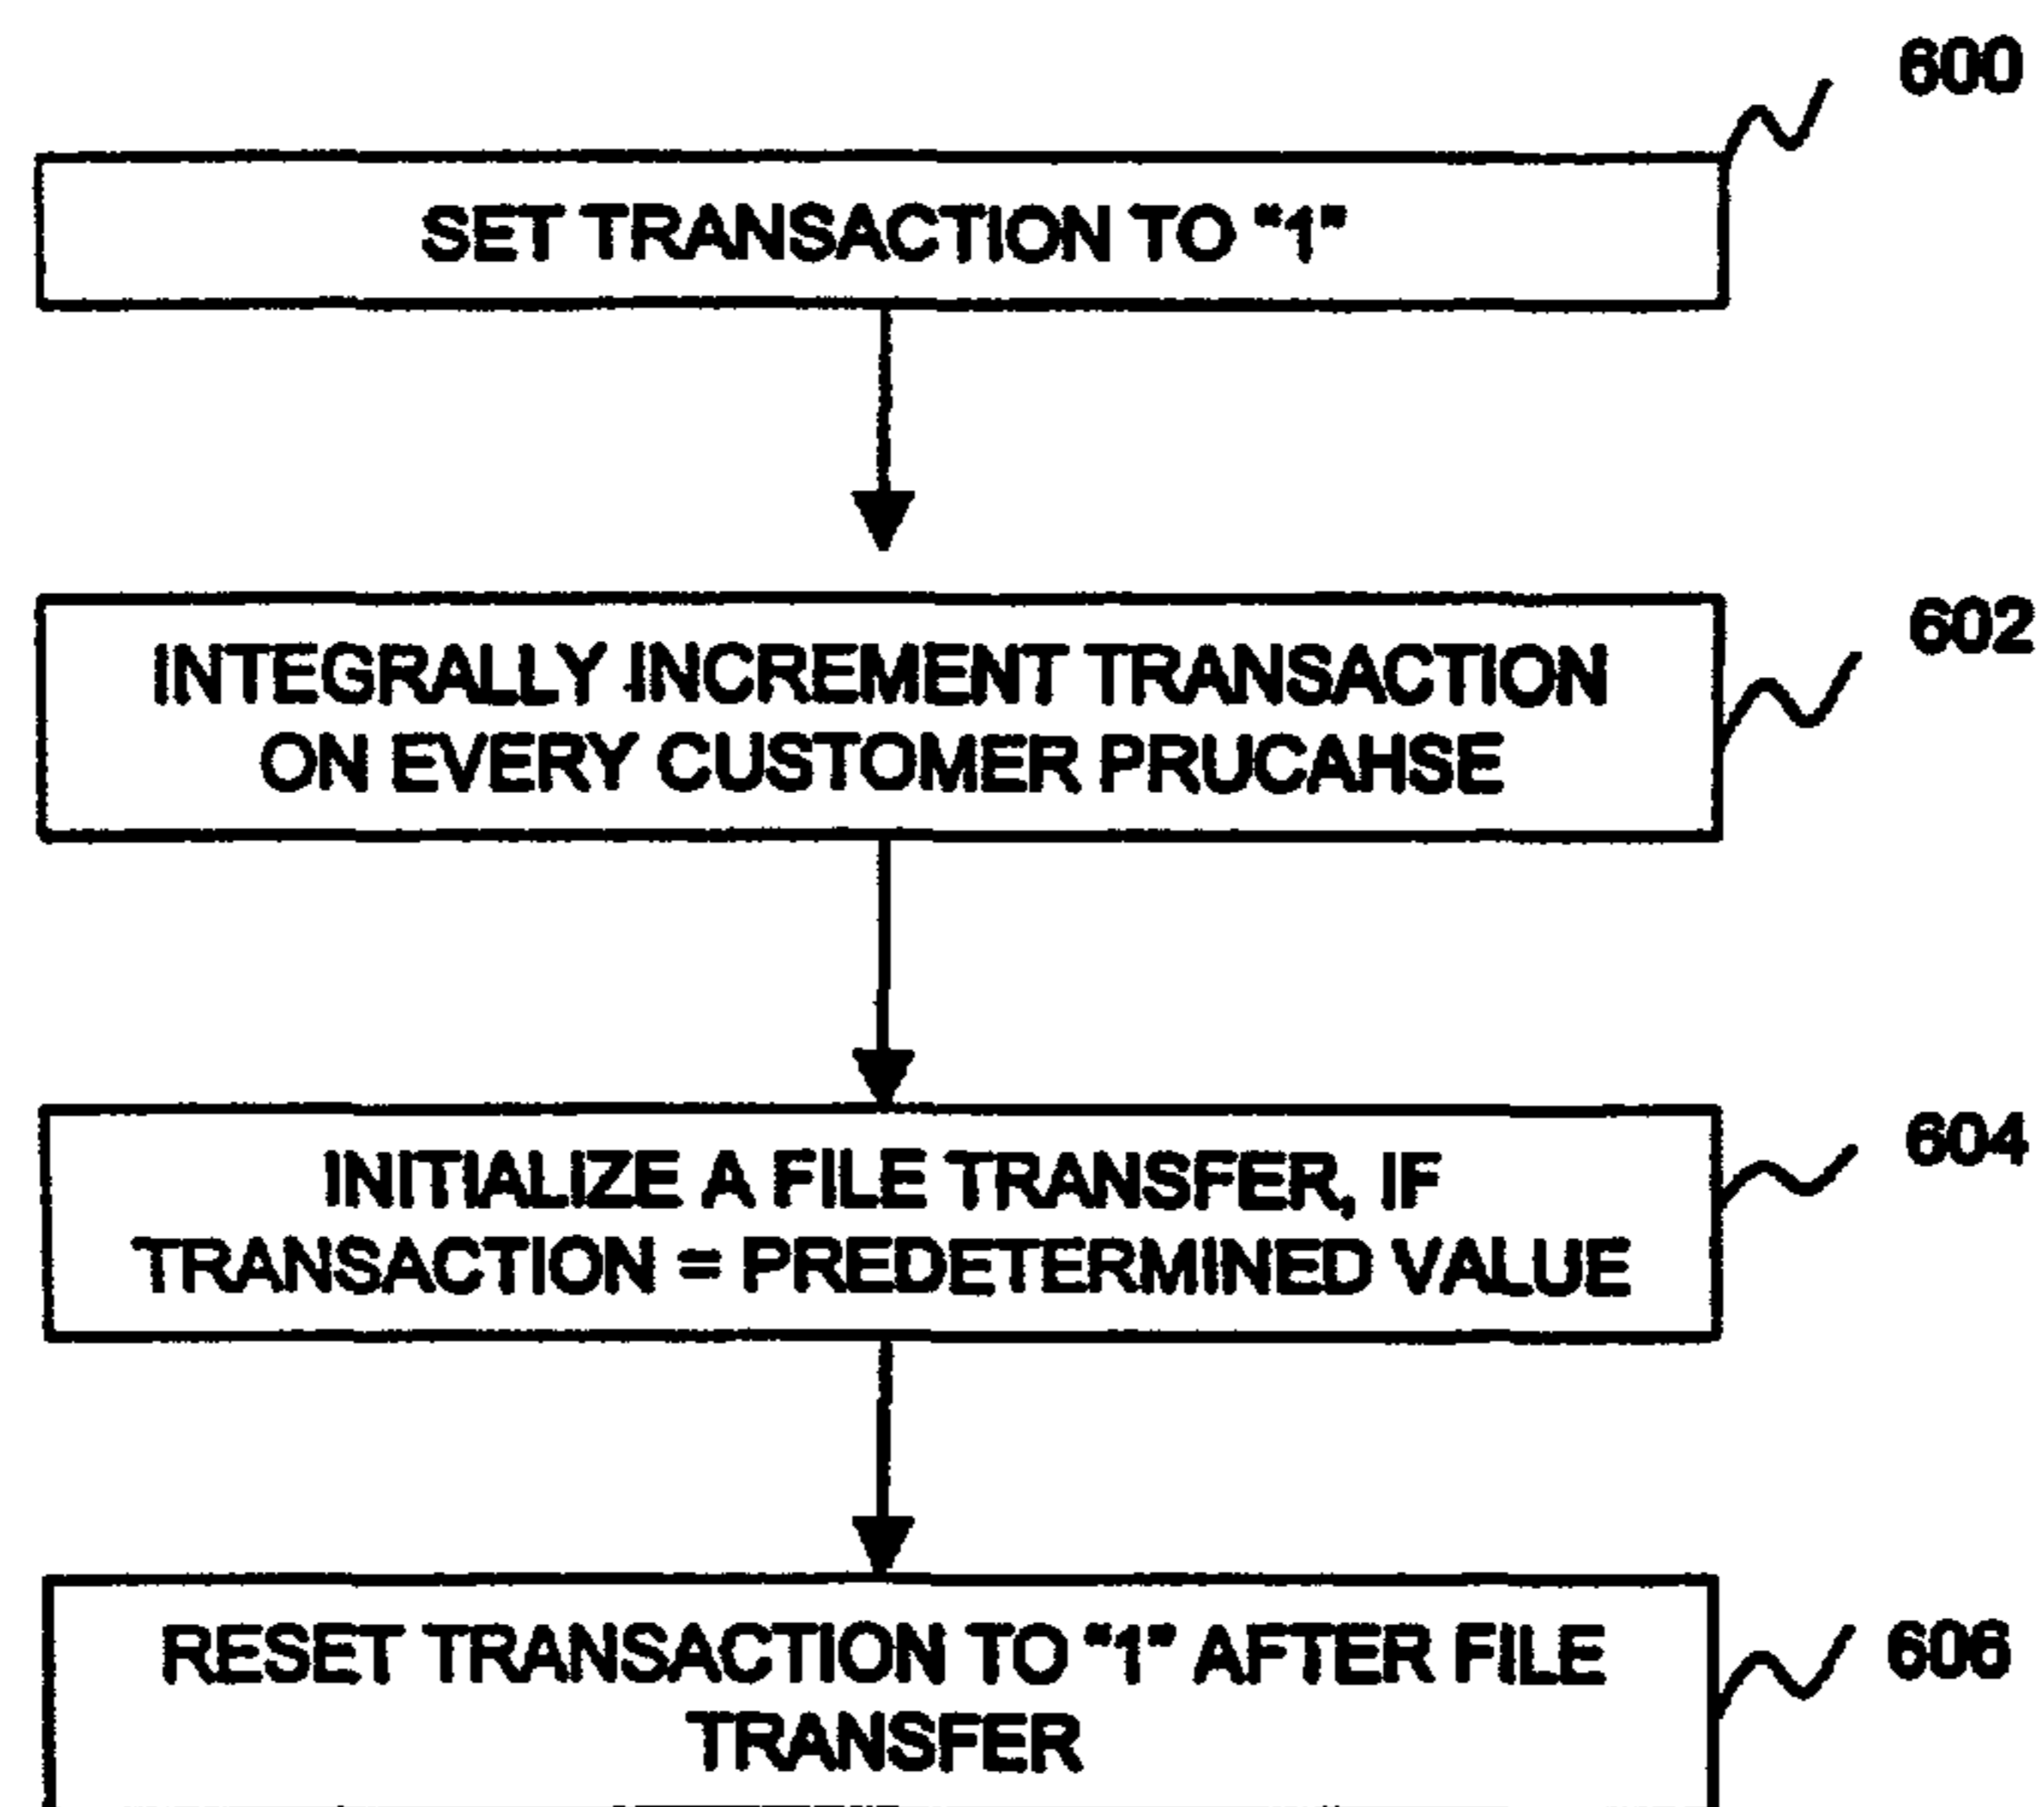 600
SET TRANSACTION TO “1”
602
INTEGRALLY INCREMENT TRANSACTION
ON EVERY CUSTOMER PRUCAHSE
604
INITIALIZE A FILE TRANSFER, IF
TRANSACTION = PREDETERMINED VALUE
606
RESET TRANSACTION TO “1” AFTER FILE
TRANSFER